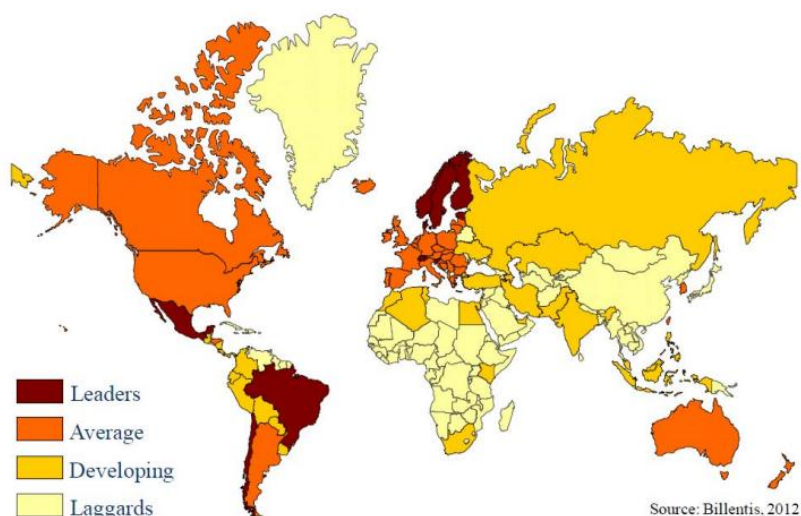 Leaders
Average
Developing
Laggards
Source: Billentis, 2012